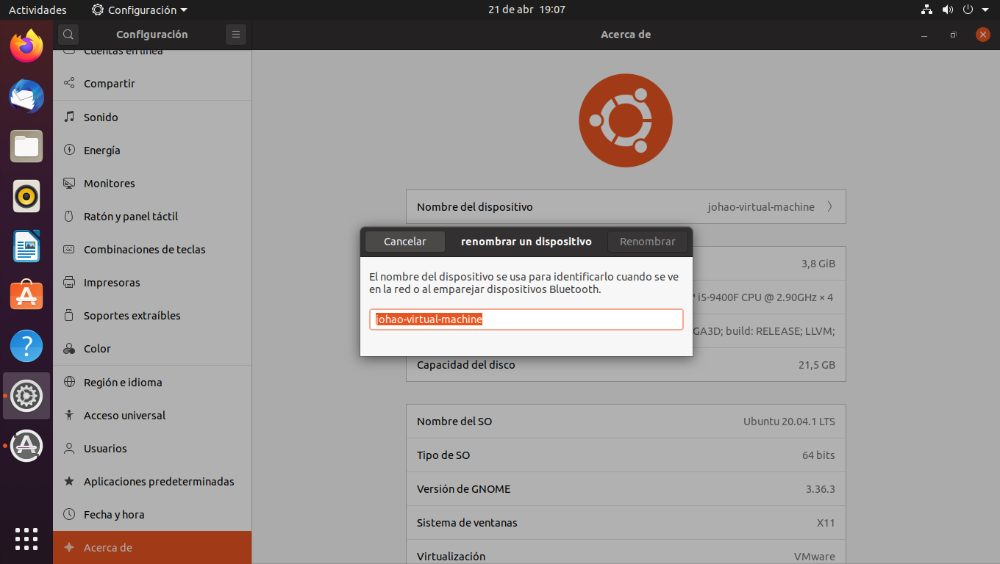 Actividades
Configuración
21 de abr 19:07
Configuración
Acerca de
Cuentas en línea
Compartir
Sonido
Energía
Monitores
Ratón y panel táctil
Combinaciones de teclas
Impresoras
Soportes extraíbles
Color
Región e idioma
Acceso universal
Usuarios
Aplicaciones predeterminadas
Fecha y hora
Acerca de
Nombre del dispositivo
johao-virtual-machine
Cancelar
renombrar un dispositivo
Renombrar
El nombre del dispositivo se usa para identificarlo cuando se ve
en la red o al emparejar dispositivos Bluetooth.
johao-virtual-machine
3,8 GiB
i5-9400F CPU @ 2.90GHz × 4
GA3D; build: RELEASE; LLVM;
Capacidad del disco
21,5 GB
Nombre del SO
Ubuntu 20.04.1 LTS
Tipo de SO
64 bits
Versión de GNOME
3.36.3
Sistema de ventanas
X11
Virtualización
VMware